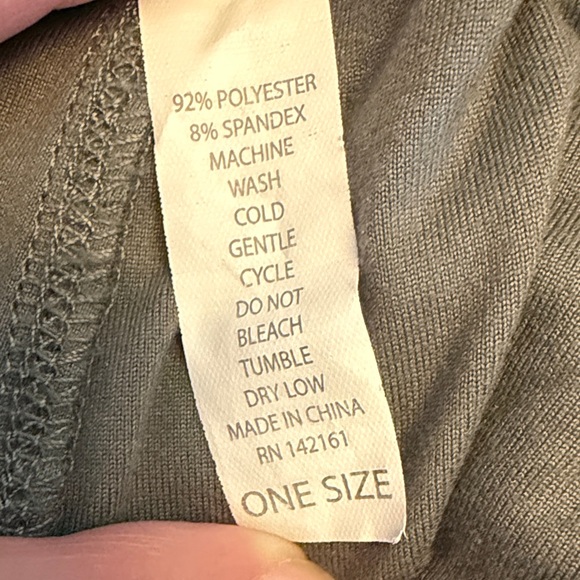 92% POLYESTER
8% SPANDEX
MACHINE
WASH
COLD
GENTLE
CYCLE
DO NOT
BLEACH
TUMBLE
DRY LOW
MADE IN CHINA
RN 142161
ONE SIZE